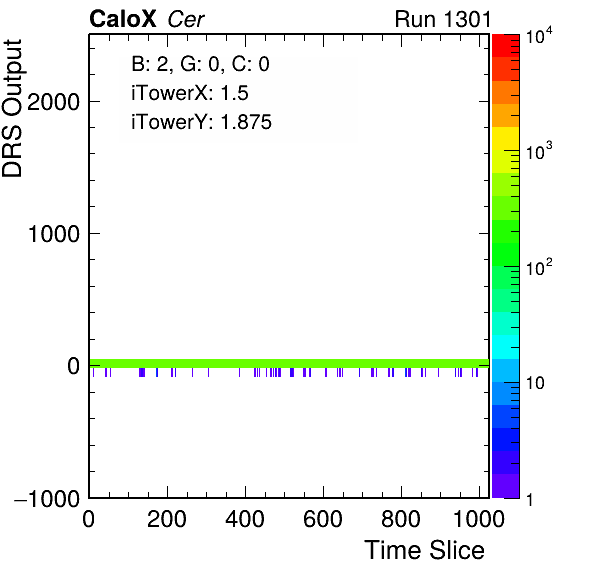 CaloX Cer Run 1301
B: 2, G: 0, C: 0
iTowerX: 1.5
iTowerY: 1.875
DRS Output
2000
1000
0
−1000
0 200 400 600 800 1000
Time Slice
10^4
10^3
10^2
10
1